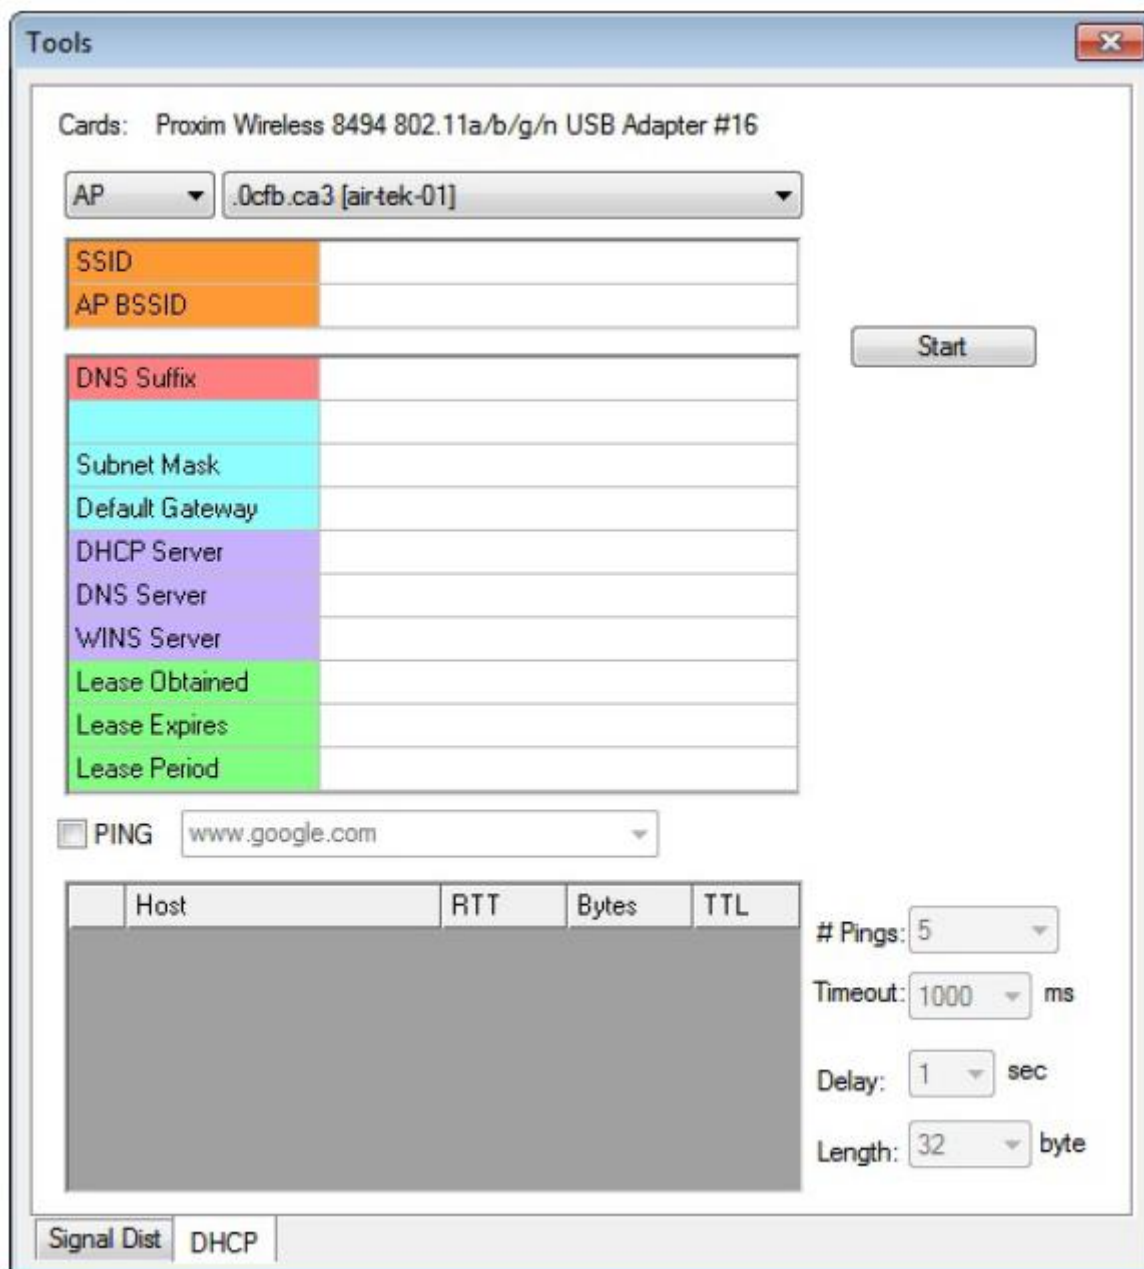 Tools
Cards: Proxim Wireless 8494 802.11a/b/g/n USB Adapter #16
AP .0cfb.ca3 [air-tek-01]
SSID
AP BSSID
Start
DNS Suffix
Subnet Mask
Default Gateway
DHCP Server
DNS Server
WINS Server
Lease Obtained
Lease Expires
Lease Period
PING www.google.com
Host RTT Bytes TTL
# Pings: 5
Timeout: 1000 ms
Delay: 1 sec
Length: 32 byte
Signal Dist DHCP